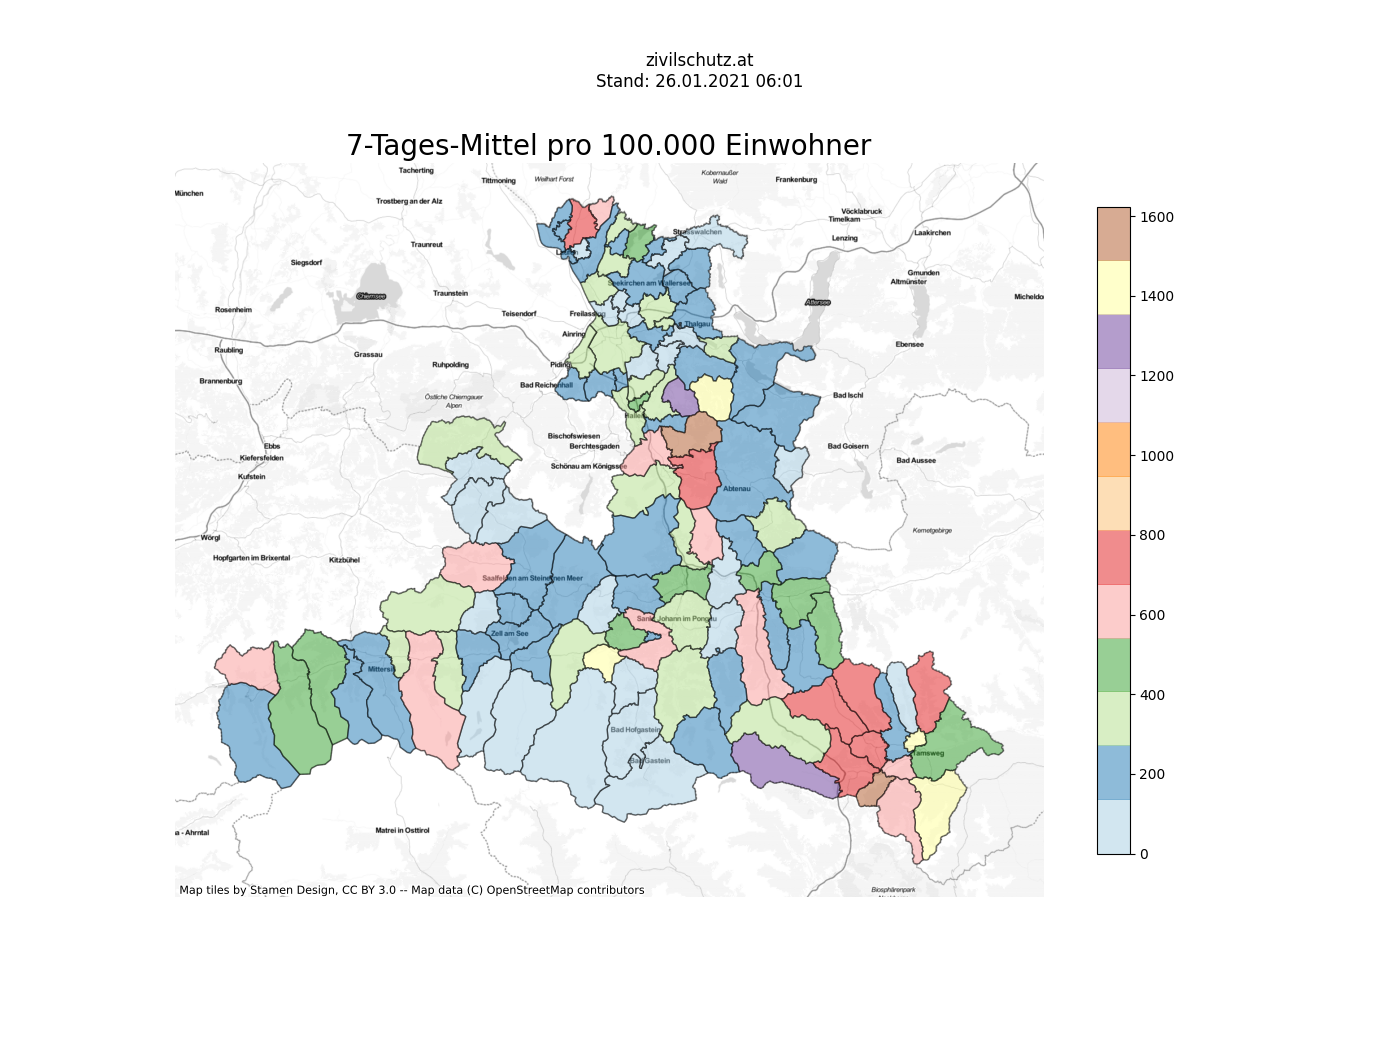 zivilschutz.at
Stand: 26.01.2021 06:01
7-Tages-Mittel pro 100.000 Einwohner
Tacherting
Tittmoning
Weilhart Forst
Kobernaußer
Wald
Frankenburg
München
Trostberg an der Alz
Vöcklabruck
Timelkam
Laakirchen
Lenzing
Strasswalchen
Traunreut
Siegsdorf
Gmunden
Altmünster
Seekirchen am Wallersee
Chiemsee
Traunstein
Attersee
Rosenheim
Teisendorf
Freilassing
Thalgau
Ainring
Ebensee
Raubling
Grassau
Ruhpolding
Piding
Brannenburg
Bad Reichenhall
Östliche Chiemgauer
Alpen
Bad Ischl
Hallein
Bischofswiesen
Berchtesgaden
Bad Goisern
Ebbs
Kiefersfelden
Schönau am Königssee
Bad Aussee
Kufstein
Abtenau
Kemetgebirge
Wörgl
Hopfgarten im Brixental
Kitzbühel
Saalfelden am Steinernen Meer
Sankt Johann im Pongau
Zell am See
Mittersill
Bad Hofgastein
Bad Gastein
Tamsweg
Matrei in Osttirol
a - Ahrntal
Biosphärenpark
Map tiles by Stamen Design, CC BY 3.0 -- Map data (C) OpenStreetMap contributors
1600
1400
1200
1000
800
600
400
200
0